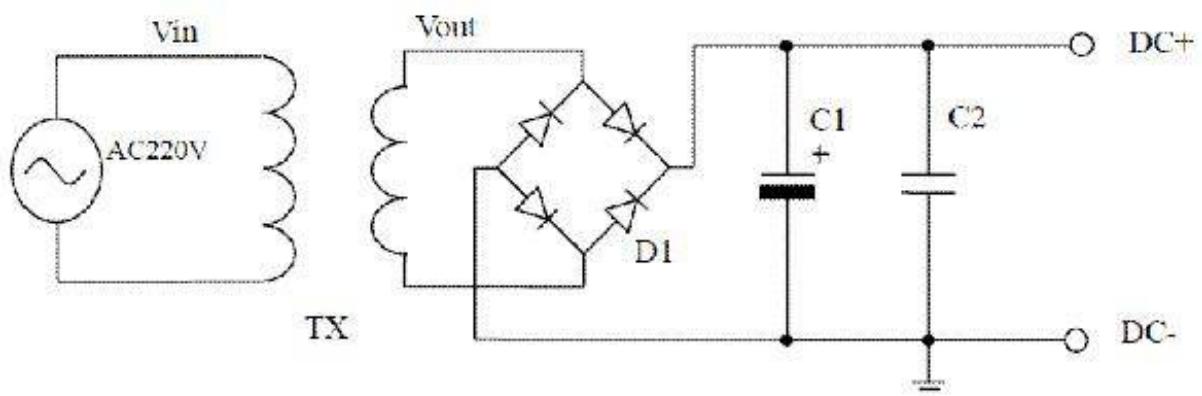 Vin
Vout
DC+
AC220V
C1
+
C2
D1
TX
DC-